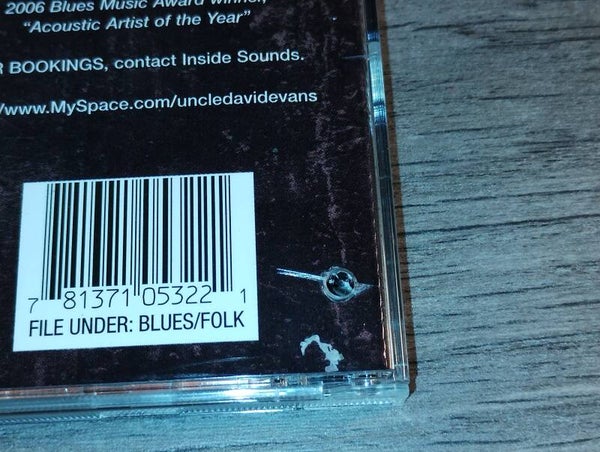 2006 Blues Music Award winner,
"Acoustic Artist of the Year"
R BOOKINGS, contact Inside Sounds.
/www.MySpace.com/uncledavidevans
7 81371 05322 1
FILE UNDER: BLUES/FOLK